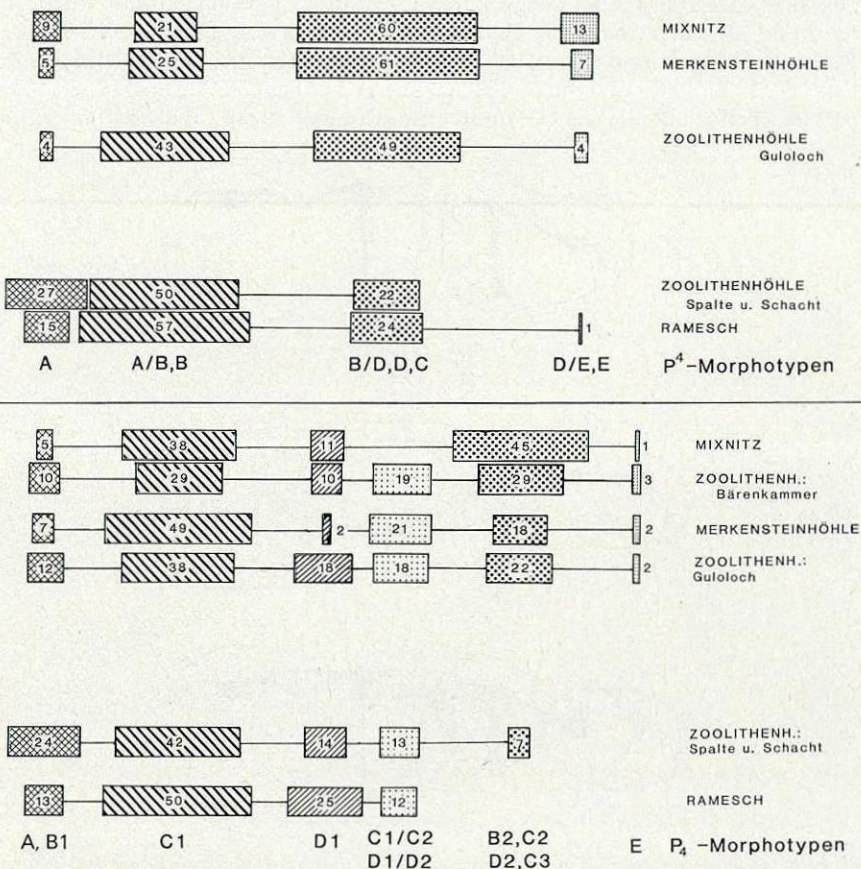 9 21 60 13 MIXNITZ
5 25 61 7 MERKENSTEINHÖHLE
4 43 49 4 ZOOLITHENHÖHLE
Guloloch
27 50 22 ZOOLITHENHÖHLE
Spalte u. Schacht
15 57 24 1 RAMESCH
A A/B,B B/D,D,C D/E,E P⁴-Morphotypen
5 38 11 45 1 MIXNITZ
10 29 10 19 29 3 ZOOLITHENH.:
Bärenkammer
7 49 2 21 18 2 MERKENSTEINHÖHLE
12 38 18 18 22 2 ZOOLITHENH.:
Guloloch
24 42 14 13 7 ZOOLITHENH.:
Spalte u. Schacht
13 50 25 12 RAMESCH
A, B1 C1 D1 C1/C2 B2,C2 E P₄ -Morphotypen
D1/D2 D2,C3